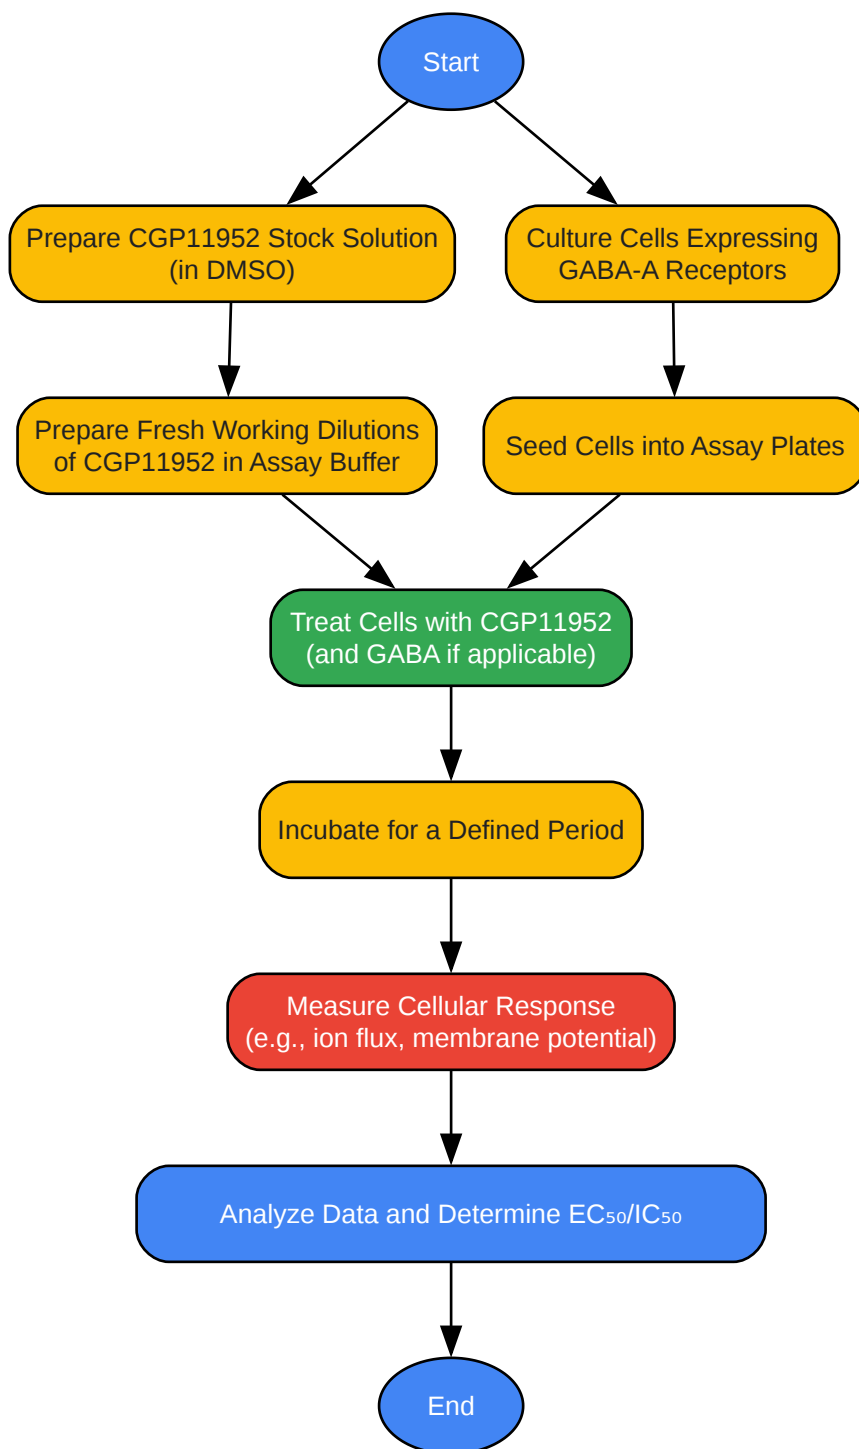 Start
Prepare CGP11952 Stock Solution
(in DMSO)
Culture Cells Expressing
GABA-A Receptors
Prepare Fresh Working Dilutions
of CGP11952 in Assay Buffer
Seed Cells into Assay Plates
Treat Cells with CGP11952
(and GABA if applicable)
Incubate for a Defined Period
Measure Cellular Response
(e.g., ion flux, membrane potential)
Analyze Data and Determine EC₅₀/IC₅₀
End